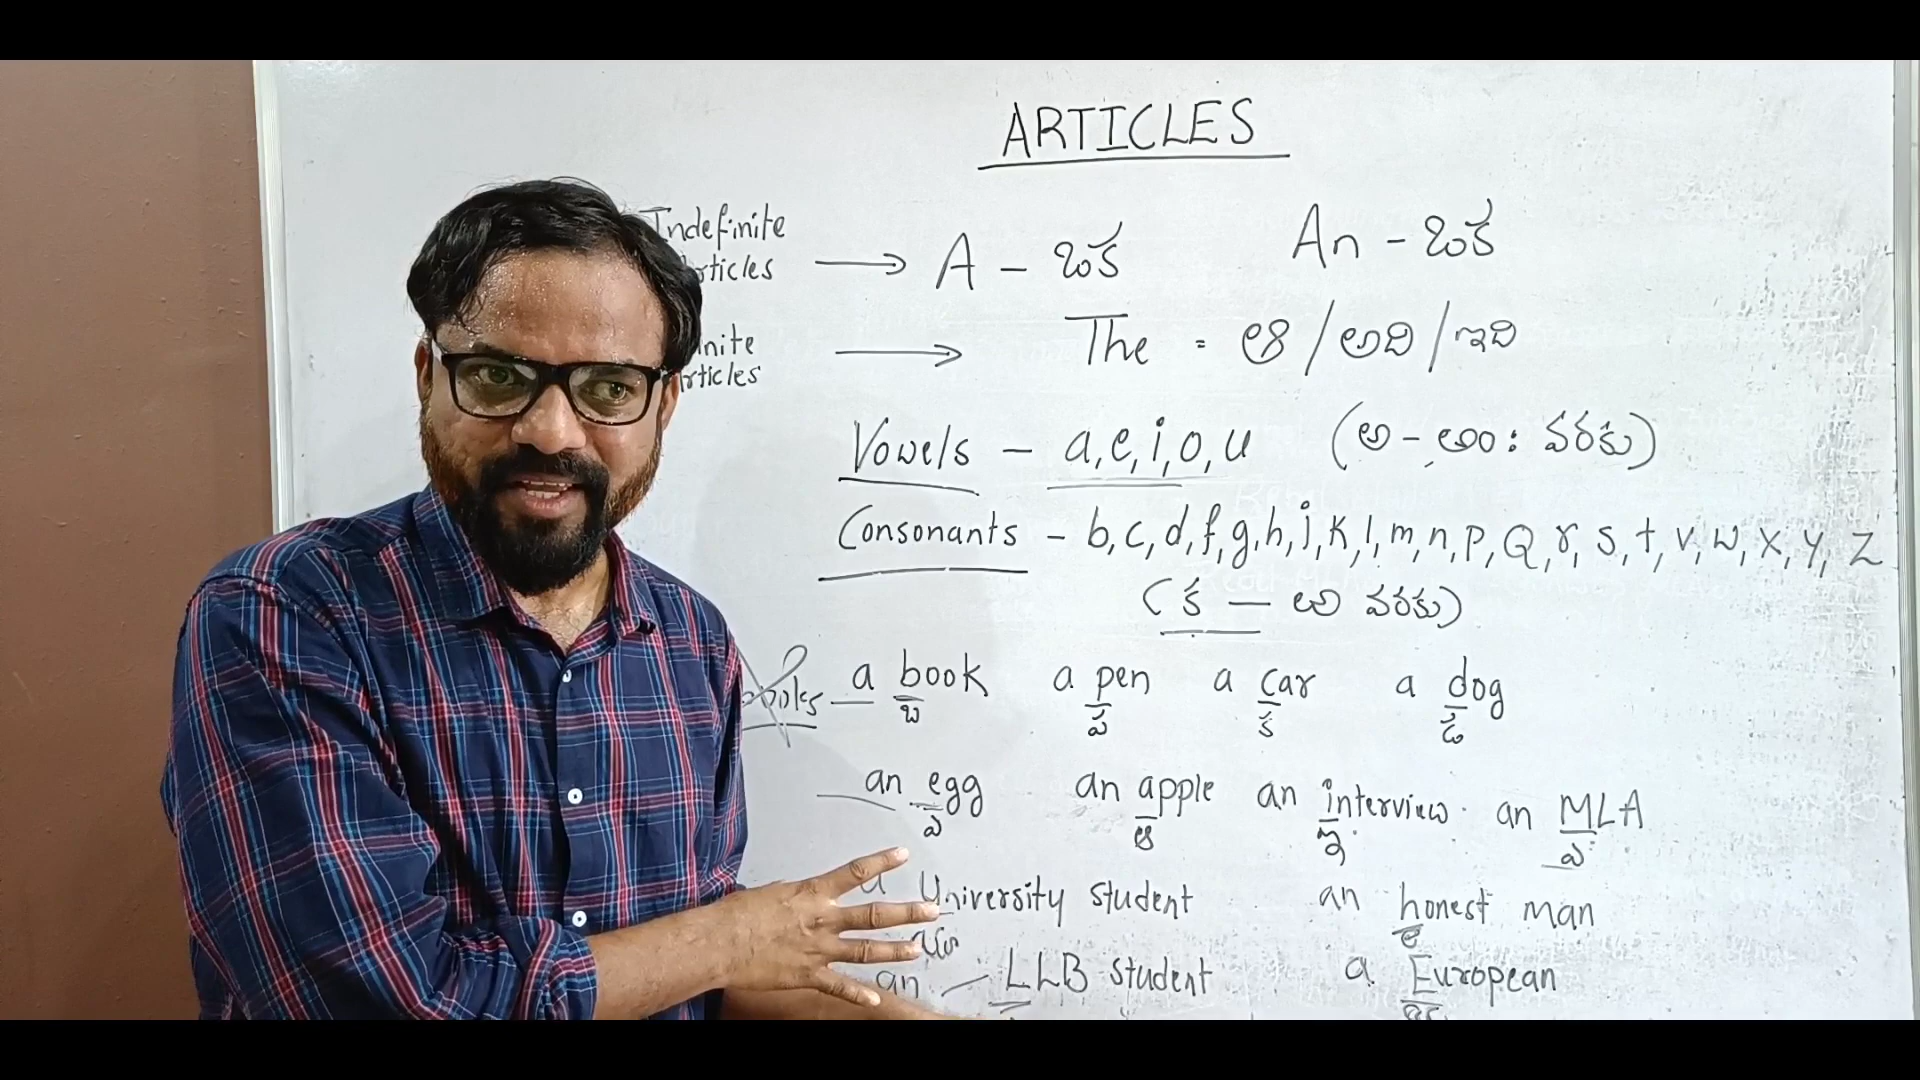 ARTICLES
Indefinite
Articles → A - ఒక An - ఒక
The = ఆ / అది / ఇది
Vowels - a, e, i, o, u (అ - అం: వరకు)
Consonants - b, c, d, f, g, h, j, k, l, m, n, p, Q, r, s, t, v, w, x, y, z
(క — ఱ వరకు)
a book a pen a car a dog
బ ప క డ
an egg an apple an interview an MLA
ఎ ఆ ఇ ఎ
a University student an honest man
యు
an LLB student a European